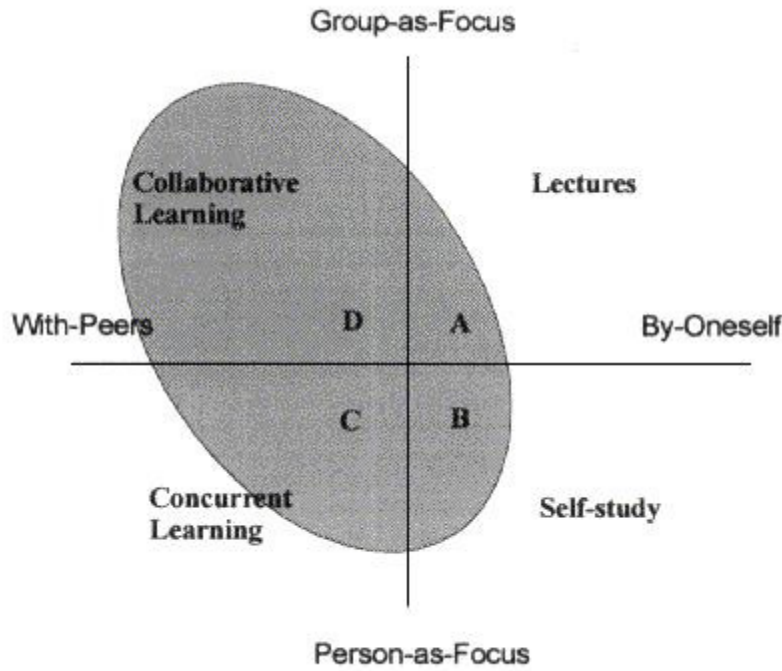 Group-as-Focus
Collaborative
Learning
Lectures
With-Peers
D
A
By-Oneself
C
B
Concurrent
Learning
Self-study
Person-as-Focus